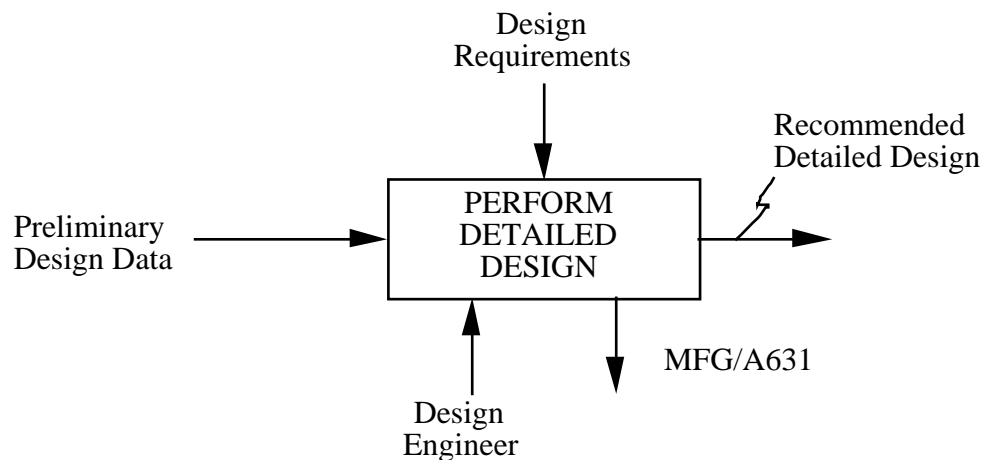 Design
Requirements
Recommended
Detailed Design
PERFORM
DETAILED
DESIGN
Preliminary
Design Data
MFG/A631
Design
Engineer